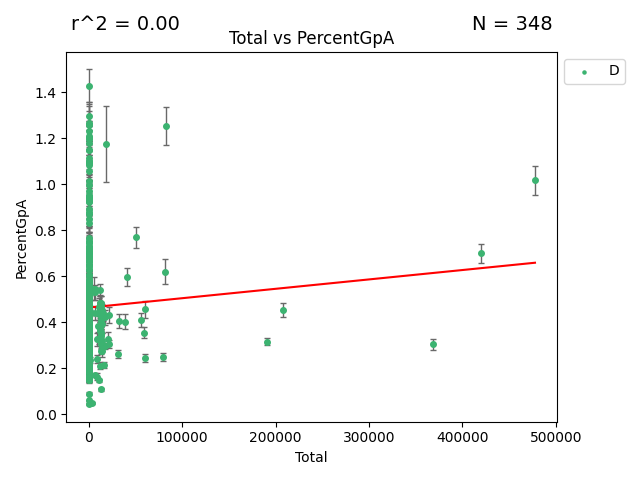 r^2 = 0.00
N = 348
Total vs PercentGpA
D
PercentGpA
1.4
1.2
1.0
0.8
0.6
0.4
0.2
0.0
0
100000
200000
300000
400000
500000
Total